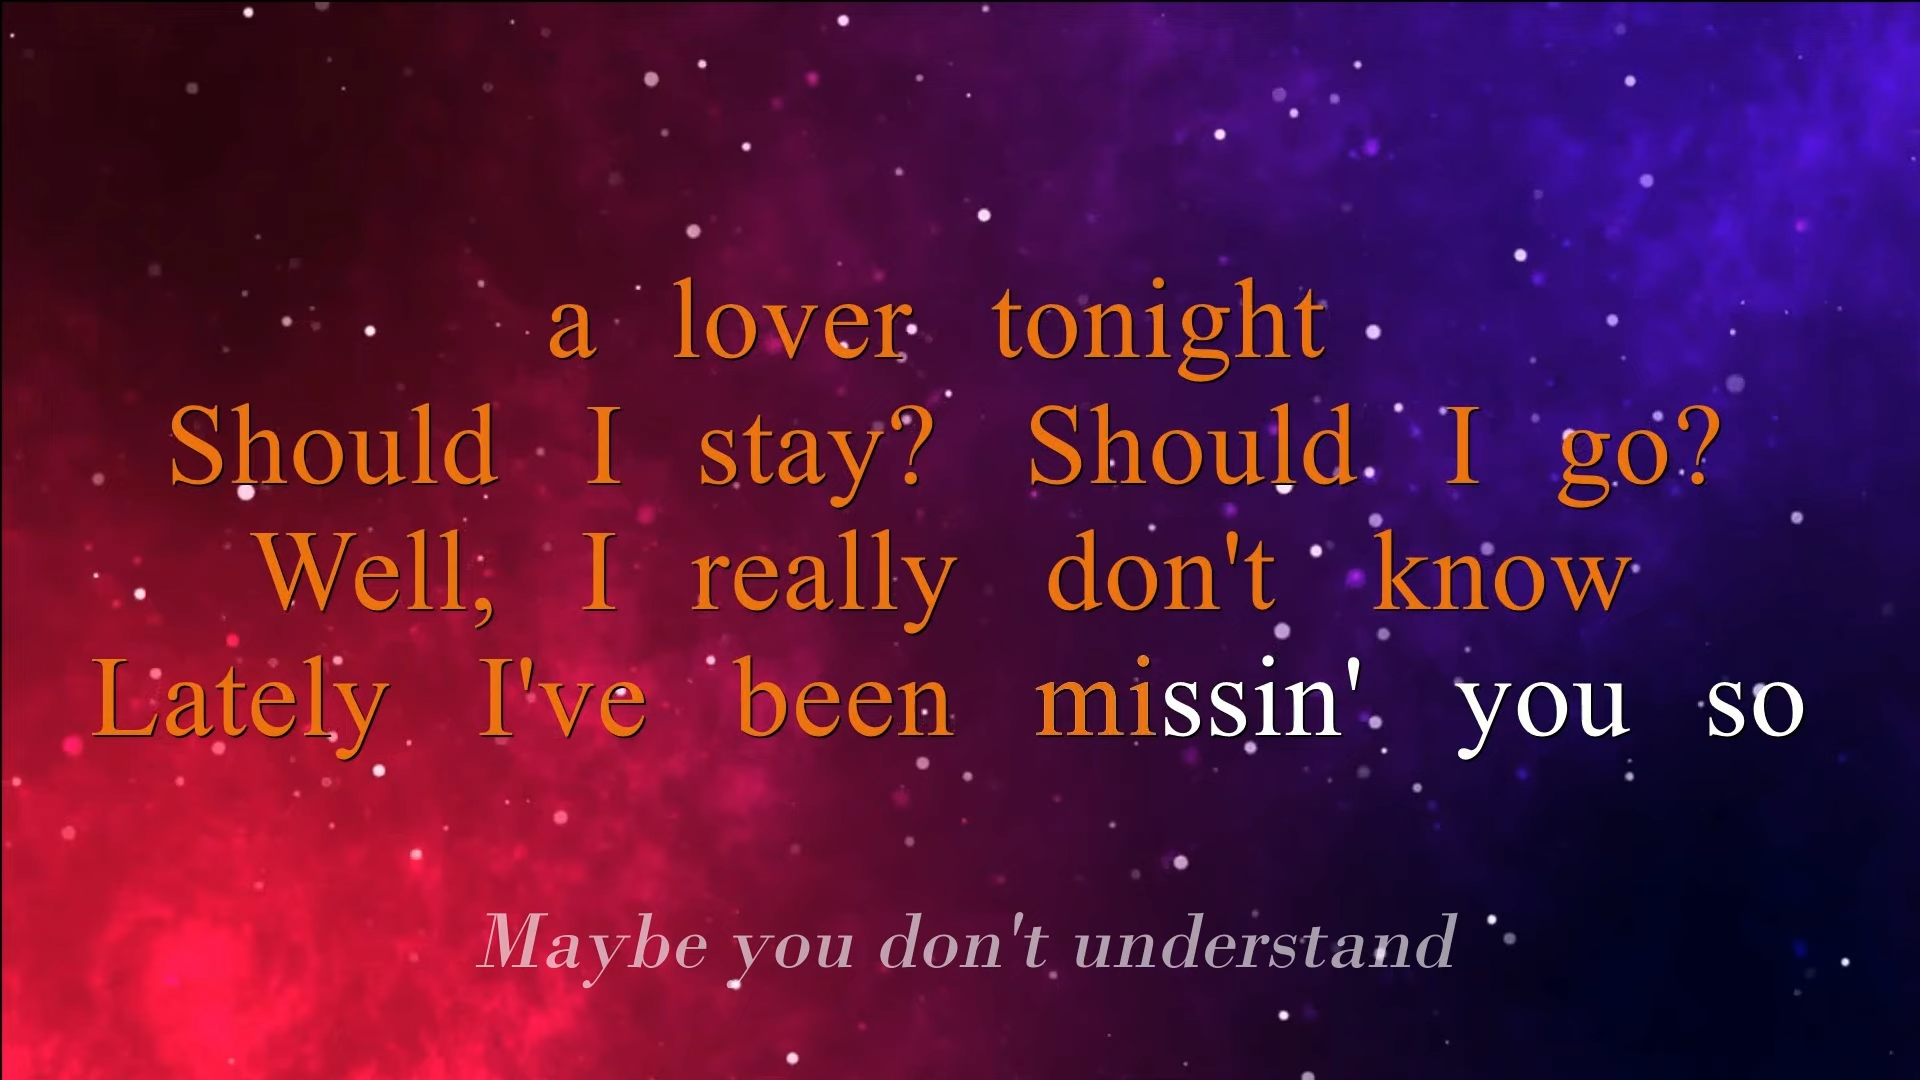 a lover tonight
Should I stay? Should I go?
Well, I really don't know
Lately I've been missin' you so
Maybe you don't understand